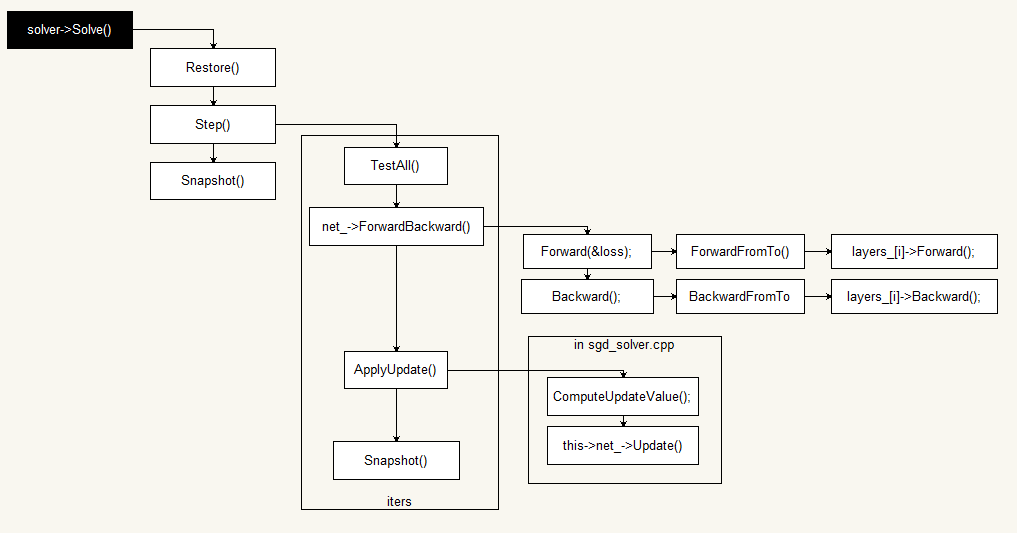 solver->Solve()
Restore()
Step()
Snapshot()
TestAll()
net_->ForwardBackward()
Forward(&loss);
ForwardFromTo()
layers_[i]->Forward();
Backward();
BackwardFromTo
layers_[i]->Backward();
ApplyUpdate()
in sgd_solver.cpp
ComputeUpdateValue();
this->net_->Update()
Snapshot()
iters